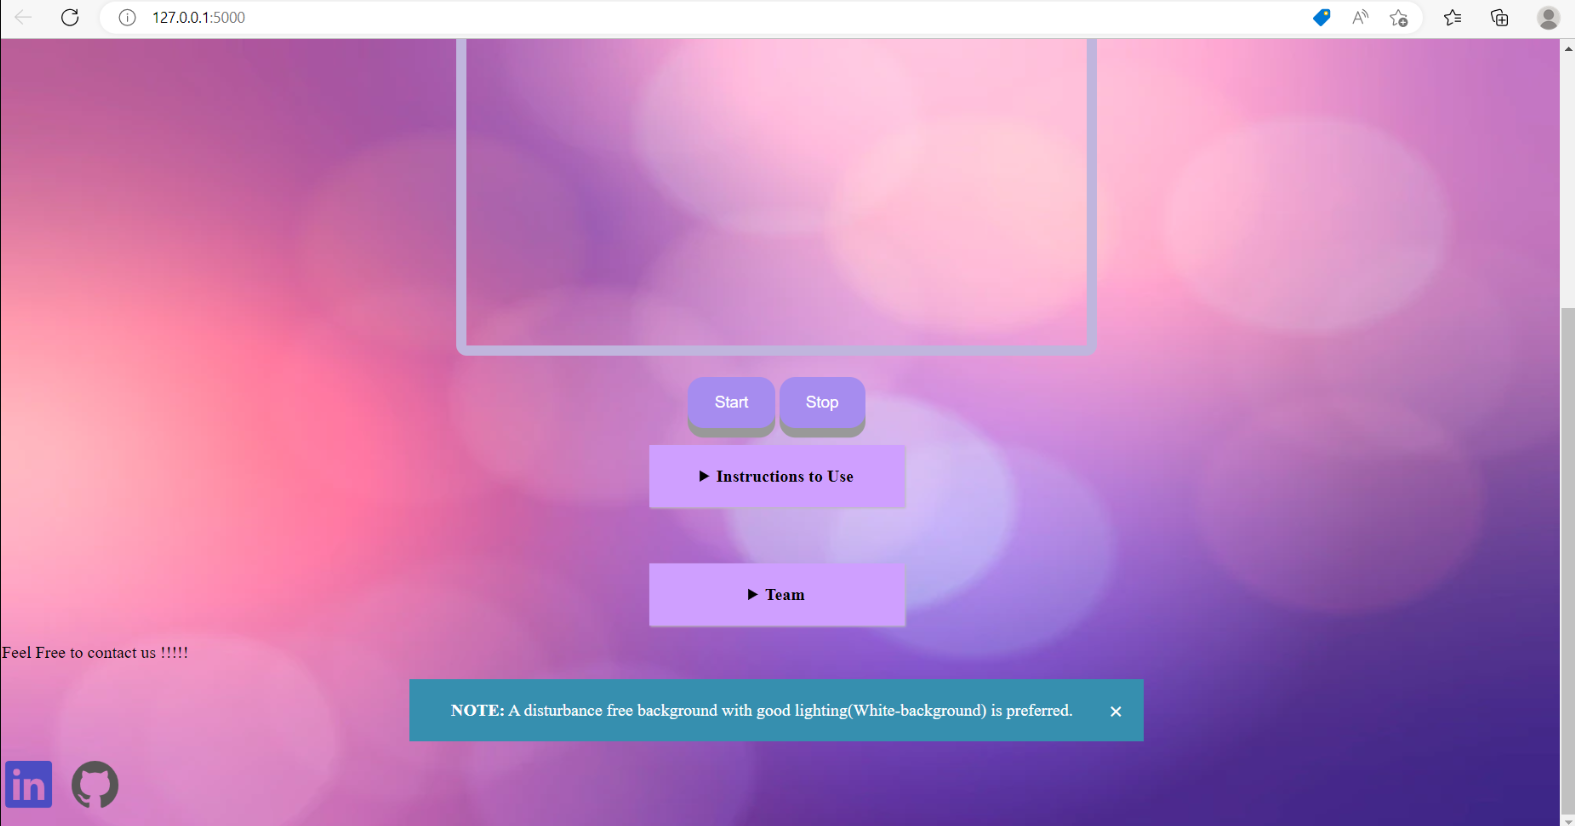 127.0.0.1:5000
Start Stop
Instructions to Use
Team
Feel Free to contact us !!!!!
NOTE: A disturbance free background with good lighting(White-background) is preferred. ×
in